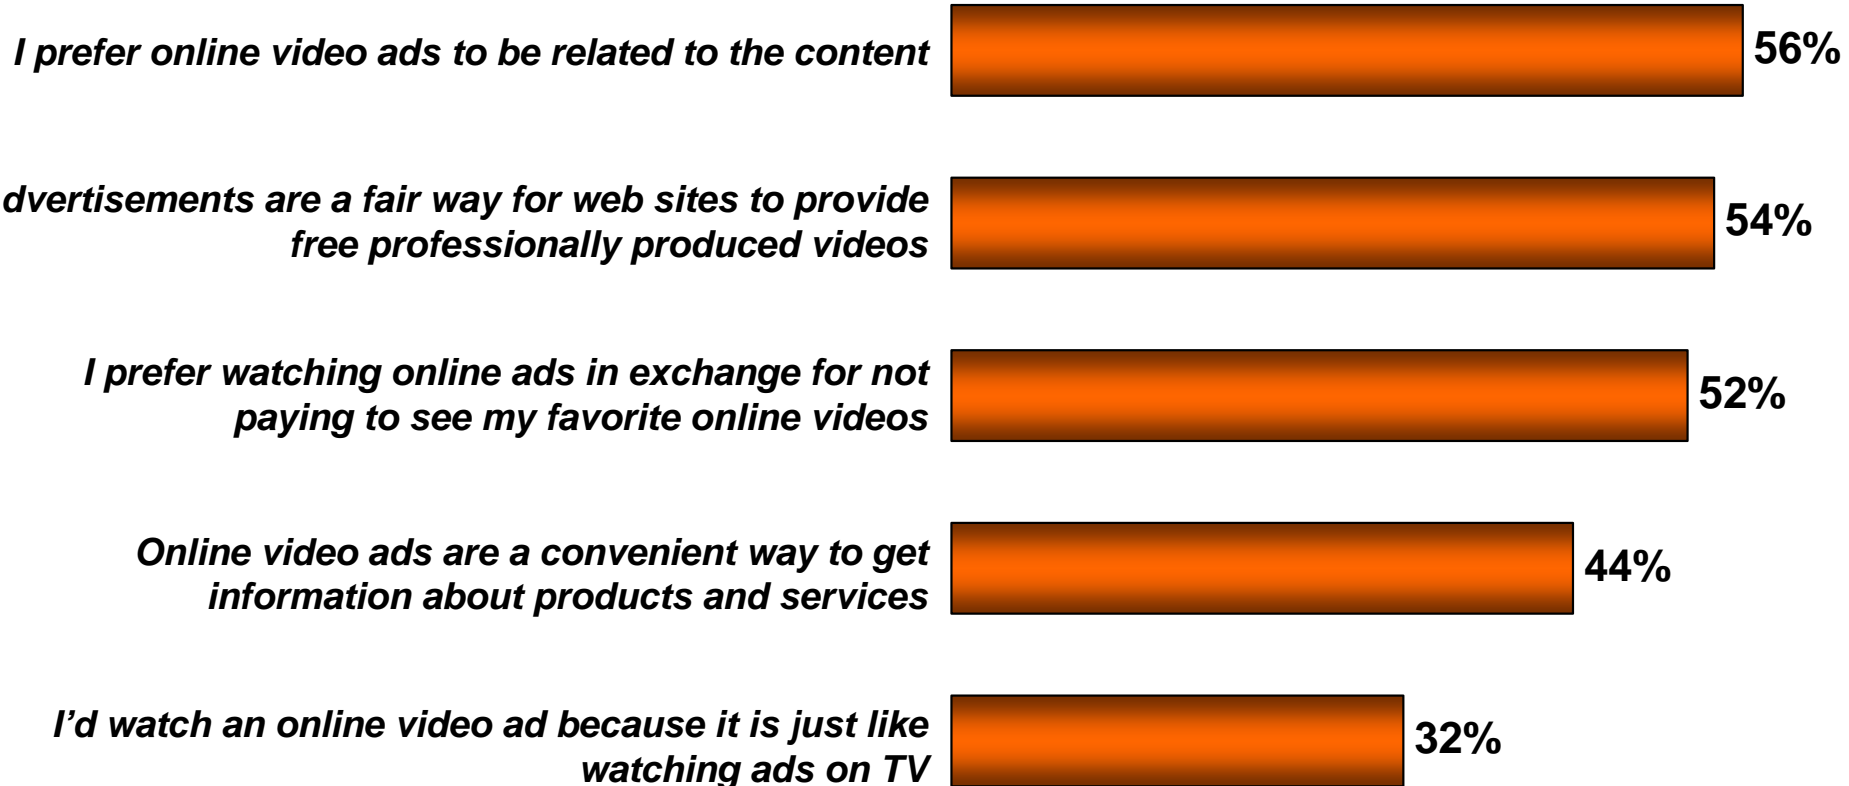 I prefer online video ads to be related to the content
56%
dvertisements are a fair way for web sites to provide
free professionally produced videos
54%
I prefer watching online ads in exchange for not
paying to see my favorite online videos
52%
Online video ads are a convenient way to get
information about products and services
44%
I’d watch an online video ad because it is just like
watching ads on TV
32%